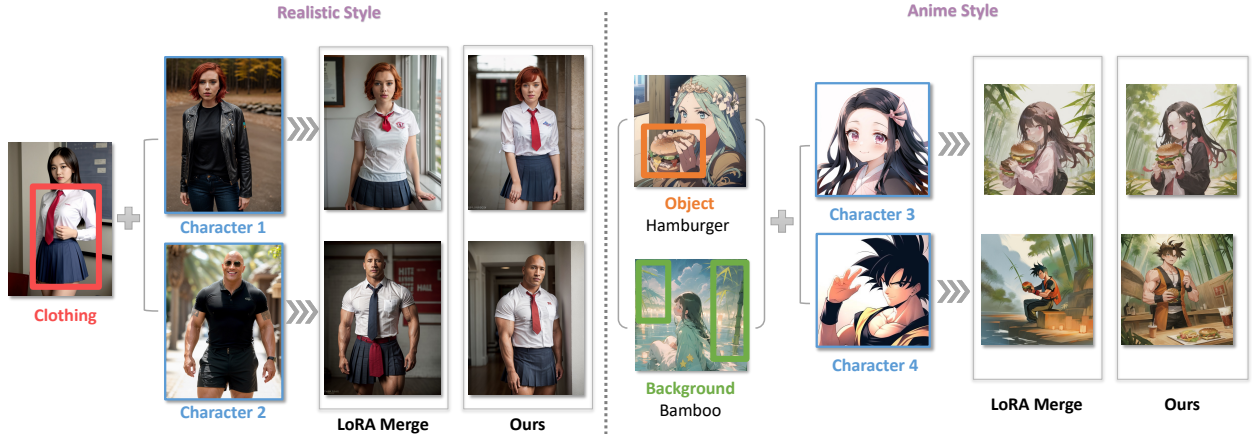 Realistic Style
Anime Style
Clothing
Character 1
Character 2
LoRA Merge
Ours
Object
Hamburger
Background
Bamboo
Character 3
Character 4
LoRA Merge
Ours